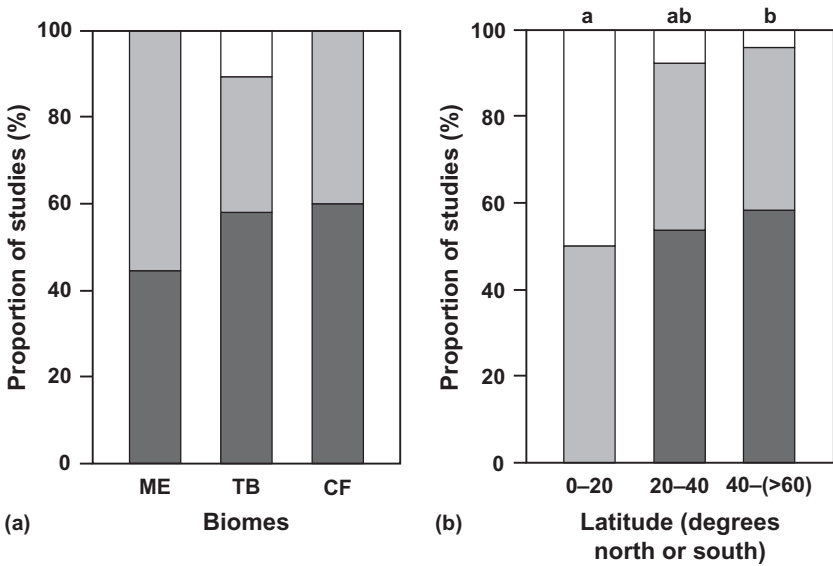 Proportion of studies (%)
100
80
60
40
20
0
ME TB CF
(a) Biomes
Proportion of studies (%)
a ab b
100
80
60
40
20
0
0–20 20–40 40–(>60)
(b) Latitude (degrees
north or south)